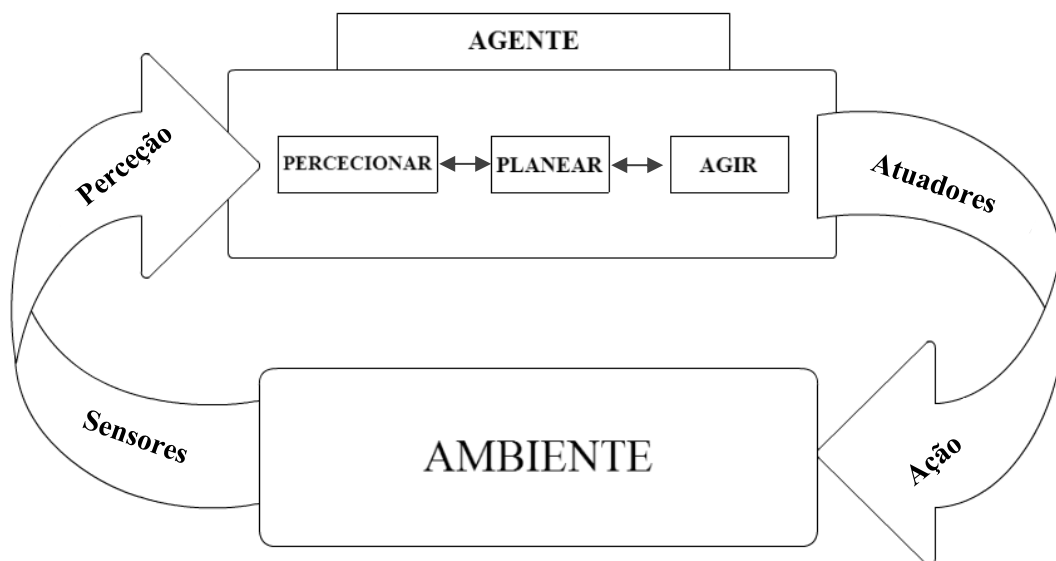 AGENTE
Perceção
PERCECIONAR
PLANEAR
AGIR
Atuadores
Sensores
AMBIENTE
Ação